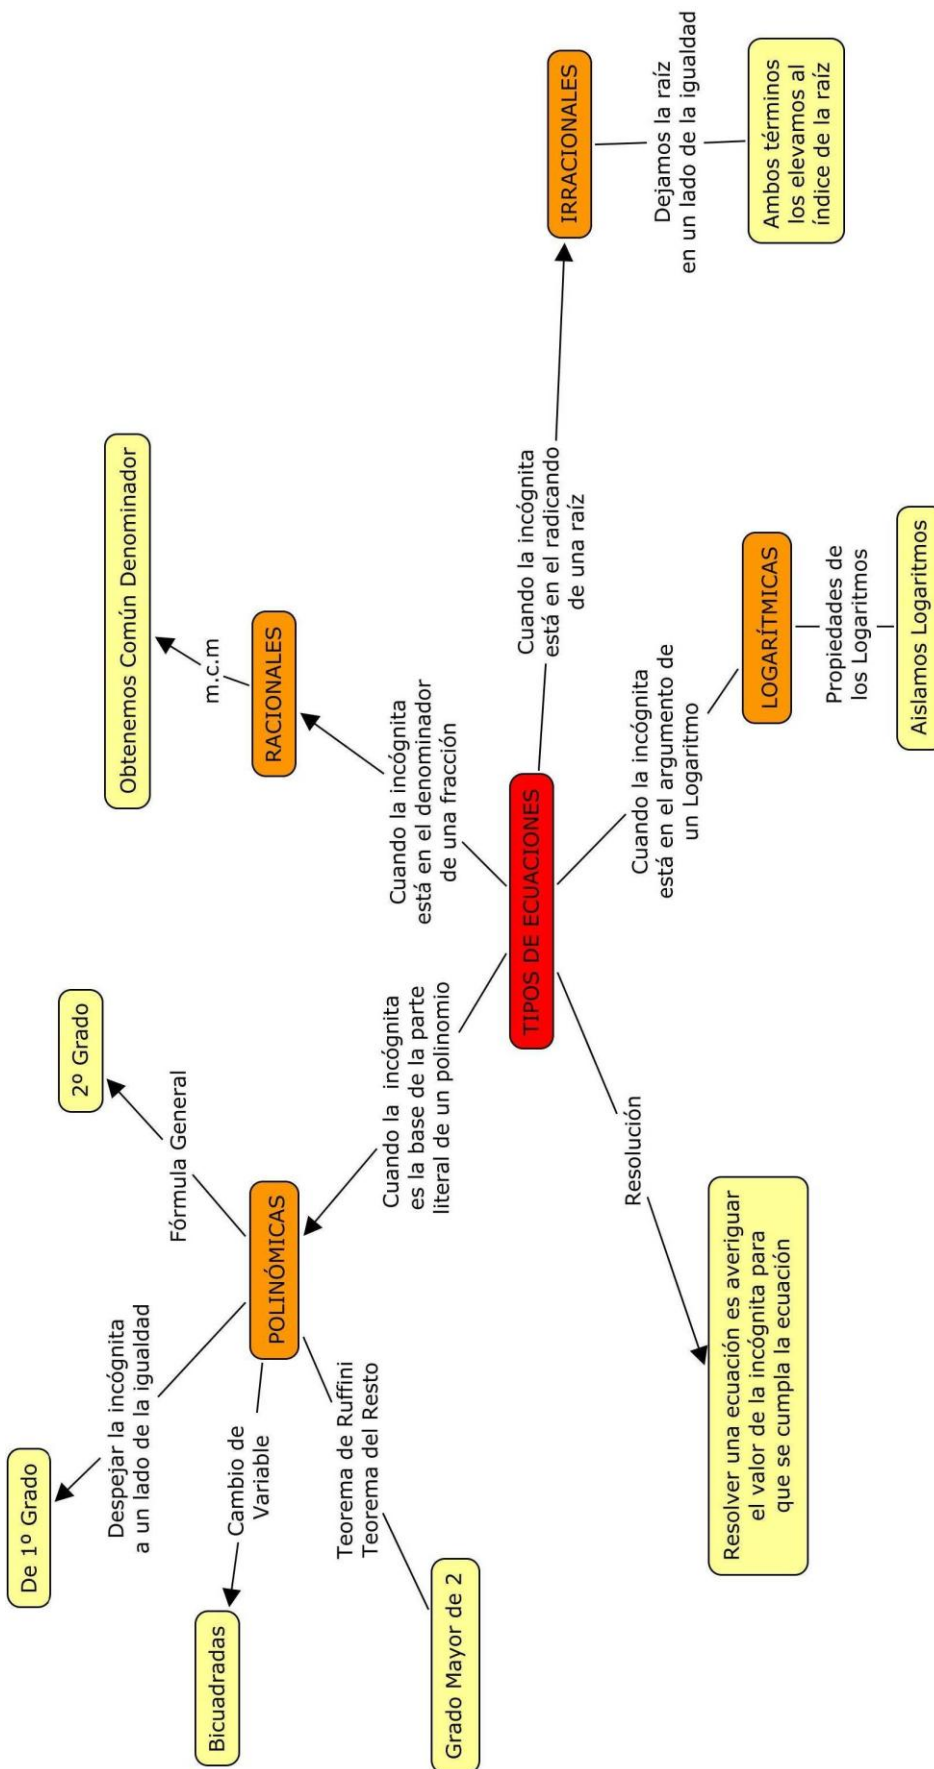 De 1º Grado
Despejar la incógnita
a un lado de la igualdad
2º Grado
Fórmula General
Obtenemos Común Denominador
m.c.m
Bicuadradas
Cambio de
Variable
POLINÓMICAS
RACIONALES
Grado Mayor de 2
Teorema de Ruffini
Teorema del Resto
Cuando la  incógnita
es la base de la parte
literal de un polinomio
Cuando la incógnita
está en el denominador
de una fracción
TIPOS DE ECUACIONES
Cuando la incógnita
está en el radicando
de una raíz
IRRACIONALES
Dejamos la raíz
en un lado de la igualdad
Ambos términos
los elevamos al
índice de la raíz
Resolución
Resolver una ecuación es averiguar
el valor de la incógnita para
que se cumpla la ecuación
Cuando la incógnita
está en el argumento de
un Logaritmo
LOGARÍTMICAS
Propiedades de
los Logaritmos
Aislamos Logaritmos